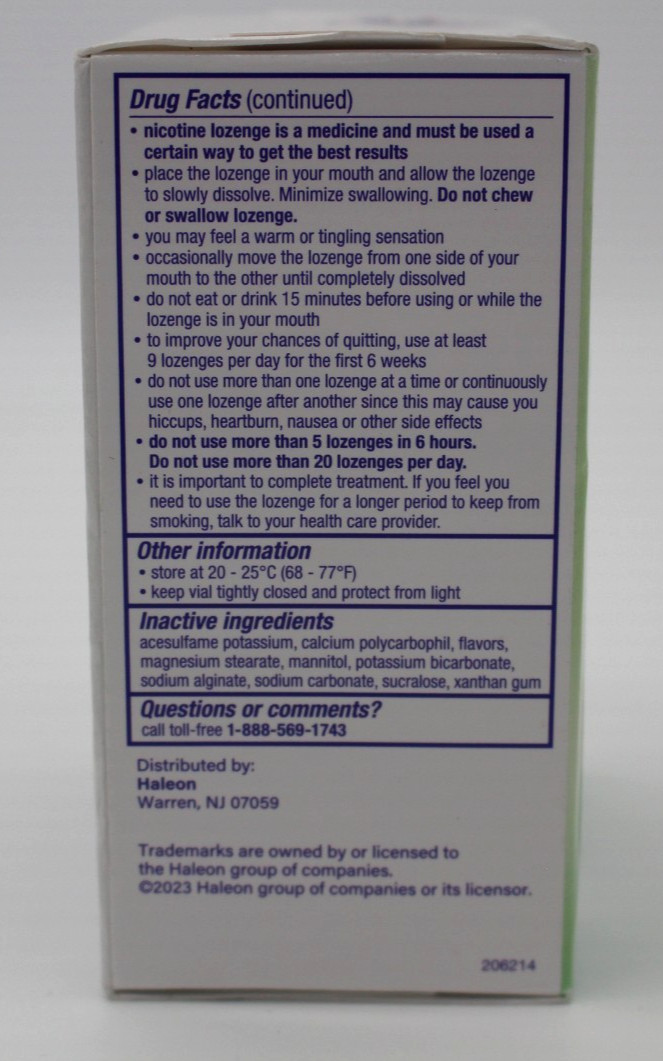 Drug Facts (continued)
• nicotine lozenge is a medicine and must be used a
certain way to get the best results
• place the lozenge in your mouth and allow the lozenge
to slowly dissolve. Minimize swallowing. Do not chew
or swallow lozenge.
• you may feel a warm or tingling sensation
• occasionally move the lozenge from one side of your
mouth to the other until completely dissolved
• do not eat or drink 15 minutes before using or while the
lozenge is in your mouth
• to improve your chances of quitting, use at least
9 lozenges per day for the first 6 weeks
• do not use more than one lozenge at a time or continuously
use one lozenge after another since this may cause you
hiccups, heartburn, nausea or other side effects
• do not use more than 5 lozenges in 6 hours.
Do not use more than 20 lozenges per day.
• it is important to complete treatment. If you feel you
need to use the lozenge for a longer period to keep from
smoking, talk to your health care provider.
Other information
• store at 20 - 25°C (68 - 77°F)
• keep vial tightly closed and protect from light
Inactive ingredients
acesulfame potassium, calcium polycarbophil, flavors,
magnesium stearate, mannitol, potassium bicarbonate,
sodium alginate, sodium carbonate, sucralose, xanthan gum
Questions or comments?
call toll-free 1-888-569-1743
Distributed by:
Haleon
Warren, NJ 07059
Trademarks are owned by or licensed to
the Haleon group of companies.
©2023 Haleon group of companies or its licensor.
206214